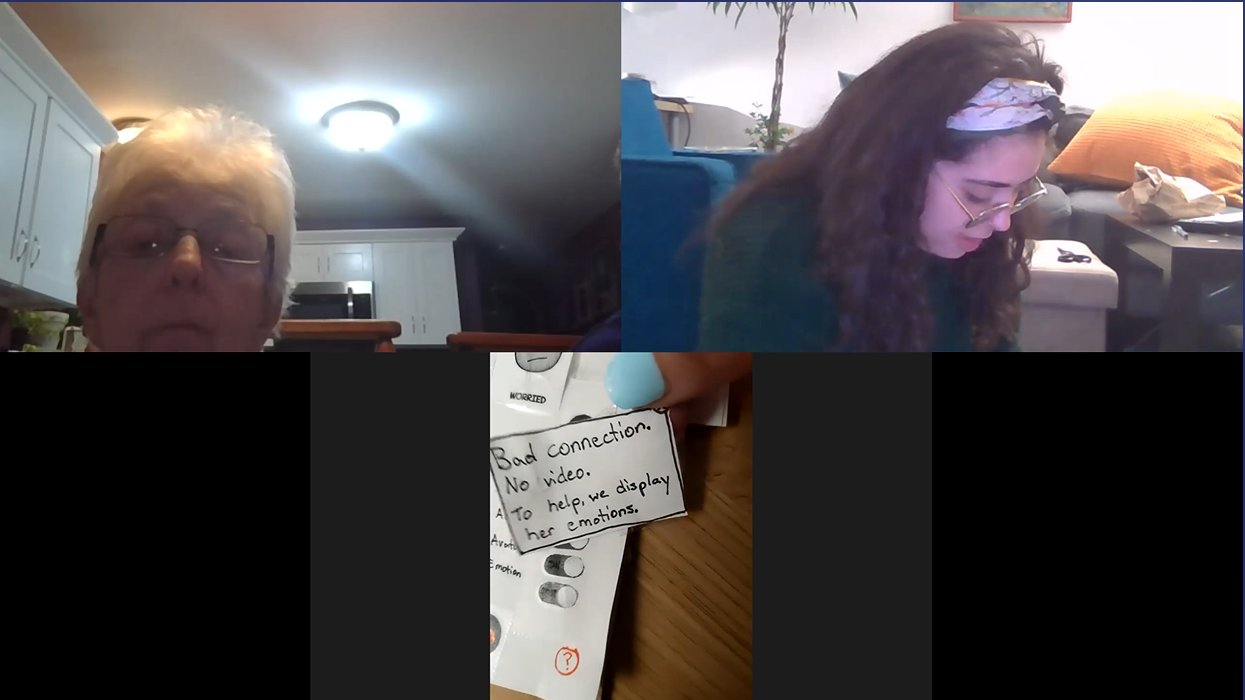 WORRIED
Bad connection.
No video.
To help, we display
her emotions.
Emotion
?